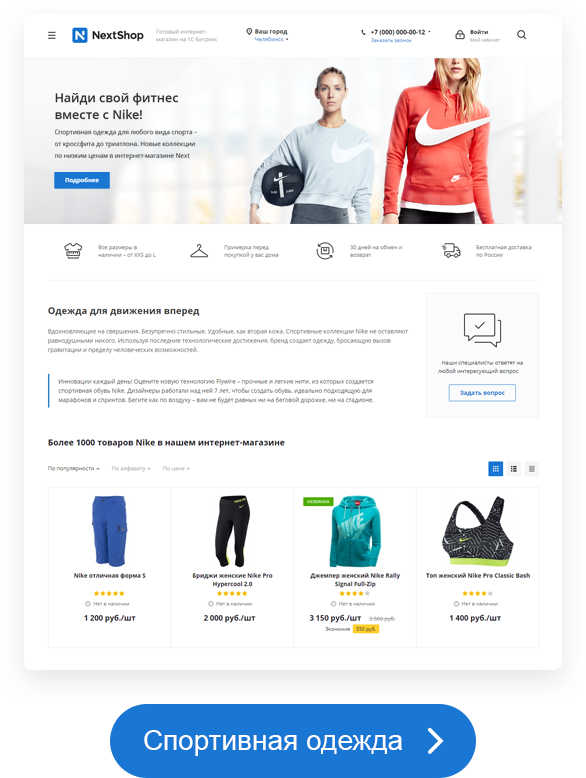 NextShop
Готовый интернет-
магазин на 1С-Битрикс
Ваш город
Челябинск
+7 (000) 000-00-12
Заказать звонок
Войти
Мой кабинет
Найди свой фитнес
вместе с Nike!
Спортивная одежда для любого вида спорта –
от кроссфита до триатлона. Новые коллекции
по низким ценам в интернет-магазине Next
Подробнее
Все размеры в
наличии – от XXS до L
Примерка перед
покупкой у вас дома
30 дней на обмен и
возврат
Бесплатная доставка
по России
Одежда для движения вперед
Вдохновляющие на свершения. Безупречно стильные. Удобные, как вторая кожа. Спортивные коллекции Nike не оставляют
равнодушными никого. Используя последние технологические достижения, бренд создает одежду, бросающую вызов
гравитации и пределу человеческих возможностей.
Инновации каждый день! Оцените новую технологию Flywire – прочные и легкие нити, из которых создается
спортивная обувь Nike. Дизайнеры работали над ней 7 лет, чтобы создать обувь, идеально подходящую для
марафонов и спринтов. Бегите как по воздуху – вам не будет равных ни на беговой дорожке, ни на стадионе.
Наши специалисты ответят на
любой интересующий вопрос
Задать вопрос
Более 1000 товаров Nike в нашем интернет-магазине
По популярности
По алфавиту
По цене
Nike отличная форма S
Нет в наличии
1 200 руб./шт
Бриджи женские Nike Pro
Hypercool 2.0
Нет в наличии
2 000 руб./шт
НОВИНКА
NIKE
Джемпер женский Nike Rally
Signal Full-Zip
Нет в наличии
3 150 руб./шт 3 500 руб.
Экономия 350 руб.
Топ женский Nike Pro Classic Bash
Нет в наличии
1 400 руб./шт
Спортивная одежда